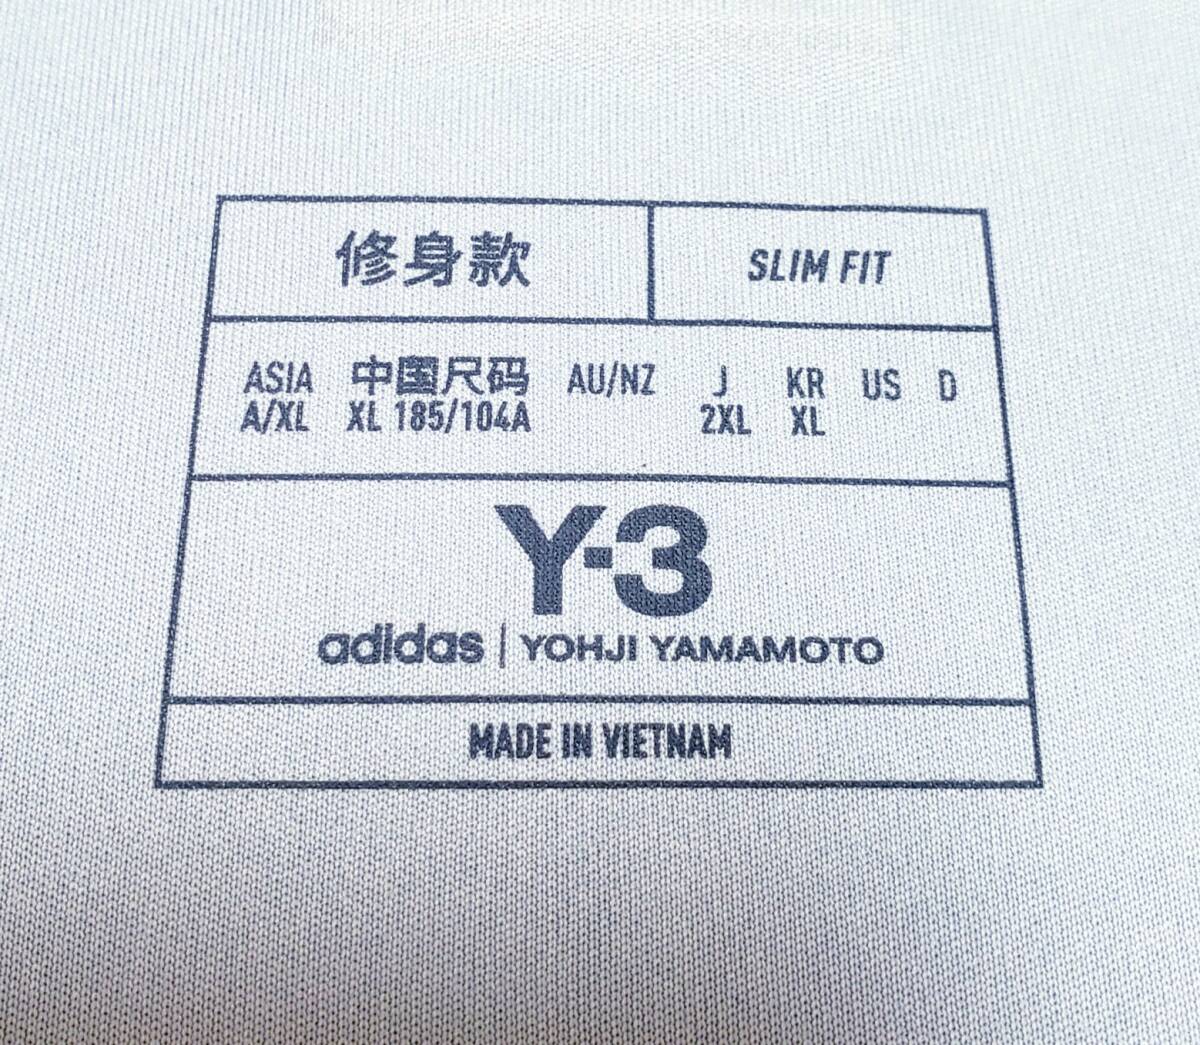 修身款 SLIM FIT
ASIA 中国尺码 AU/NZ J KR US D
A/XL XL 185/104A 2XL XL
Y-3
adidas | YOHJI YAMAMOTO
MADE IN VIETNAM